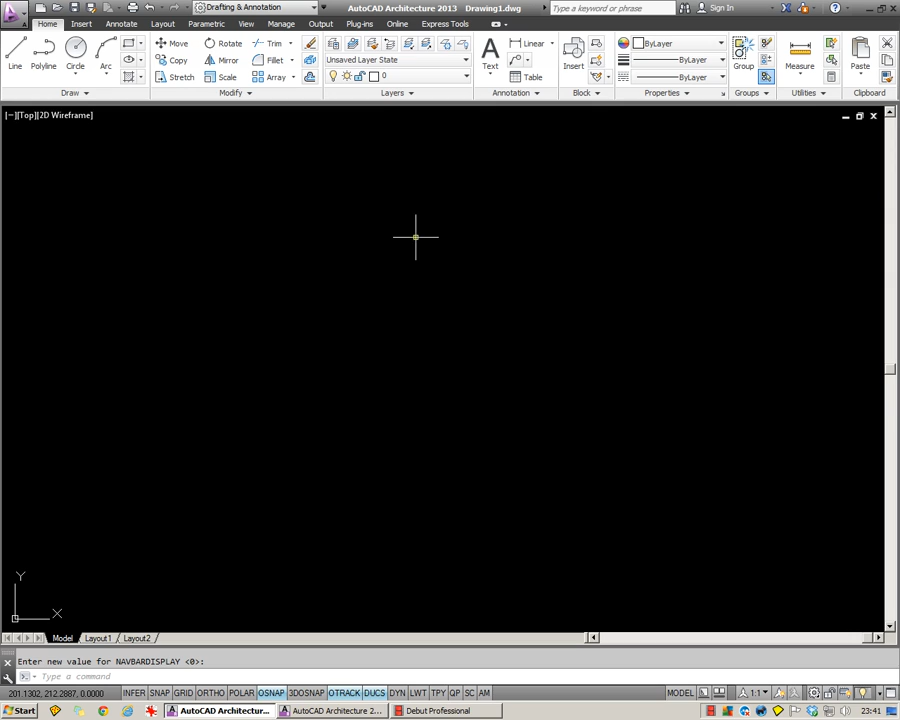 Drafting & Annotation
AutoCAD Architecture 2013 Drawing1.dwg
Type a keyword or phrase
Sign In
Home Insert Annotate Layout Parametric View Manage Output Plug-ins Online Express Tools
Line Polyline Circle Arc
Move Rotate Trim
Copy Mirror Fillet
Stretch Scale Array
Unsaved Layer State
0
Text Linear
Table
Insert
ByLayer
ByLayer
ByLayer
Group Measure Paste
Draw Modify Layers Annotation Block Properties Groups Utilities Clipboard
[−][Top][2D Wireframe]
Y
X
Model Layout1 Layout2
Enter new value for NAVBARDISPLAY <0>:
Type a command
201.1302, 212.2887, 0.0000 INFER SNAP GRID ORTHO POLAR OSNAP 3DOSNAP OTRACK DUCS DYN LWT TPY QP SC AM MODEL 1:1
Start AutoCAD Architectur... AutoCAD Architecture 2... Debut Professional 23:41